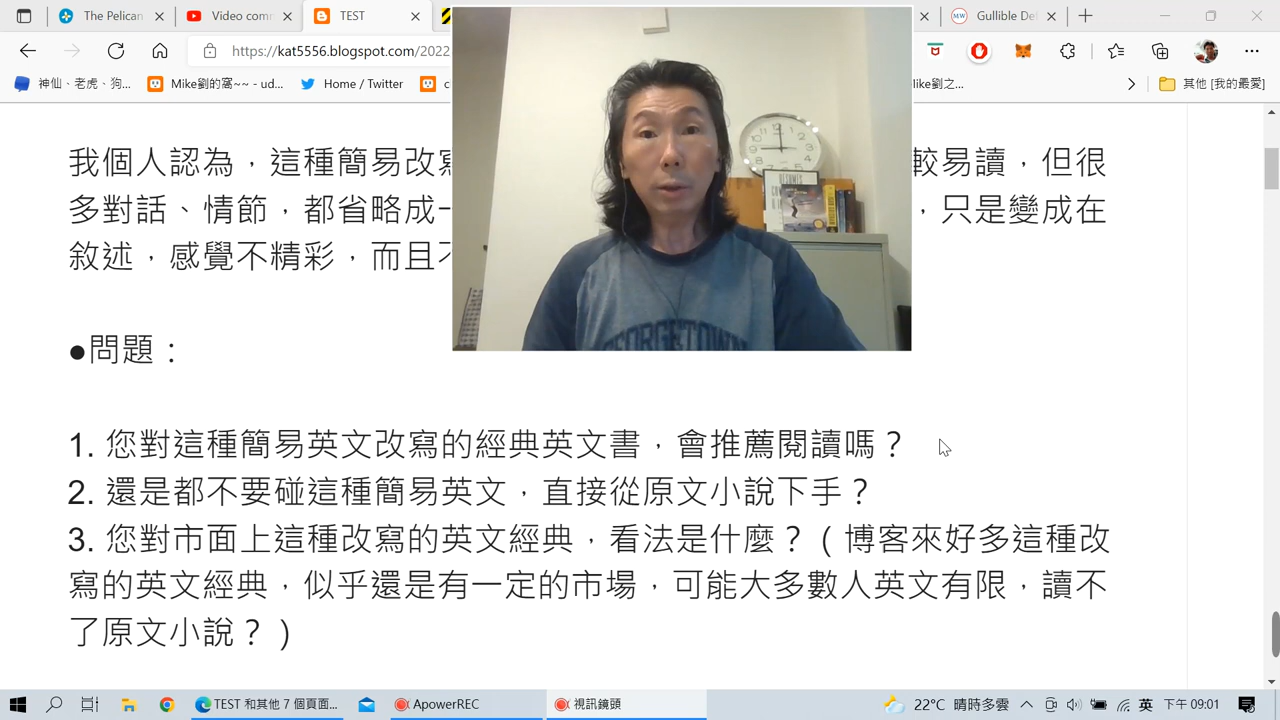 The Pelican
Video com
TEST
Gullible De
https://kat5556.blogspot.com/2022
神仙、老虎、狗...
Mike劉的窩~~ - ud...
Home / Twitter
c
like劉之...
其他 [我的最愛]
我個人認為，這種簡易改寫
較易讀，但很
多對話、情節，都省略成一
，只是變成在
敘述，感覺不精彩，而且不
GEORGETOWN
●問題：
1. 您對這種簡易英文改寫的經典英文書，會推薦閱讀嗎？
2. 還是都不要碰這種簡易英文，直接從原文小說下手？
3. 您對市面上這種改寫的英文經典，看法是什麼？（博客來好多這種改
寫的英文經典，似乎還是有一定的市場，可能大多數人英文有限，讀不
了原文小說？）
TEST 和其他 7 個頁面...
ApowerREC
視訊鏡頭
22°C 晴時多雲
英
下午 09:01